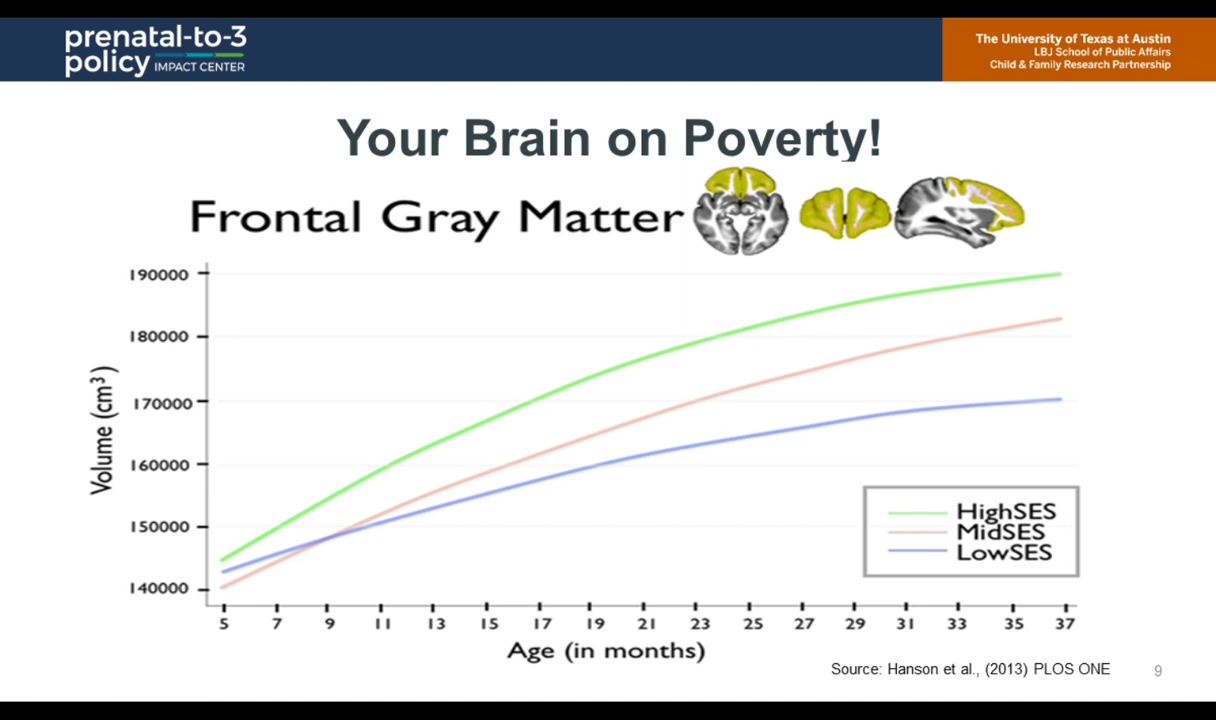 prenatal-to-3
policy IMPACT CENTER
The University of Texas at Austin
LBJ School of Public Affairs
Child & Family Research Partnership
Your Brain on Poverty!
Frontal Gray Matter
Volume (cm³)
190000
180000
170000
160000
150000
140000
HighSES
MidSES
LowSES
5 7 9 11 13 15 17 19 21 23 25 27 29 31 33 35 37
Age (in months)
Source: Hanson et al., (2013) PLOS ONE
9